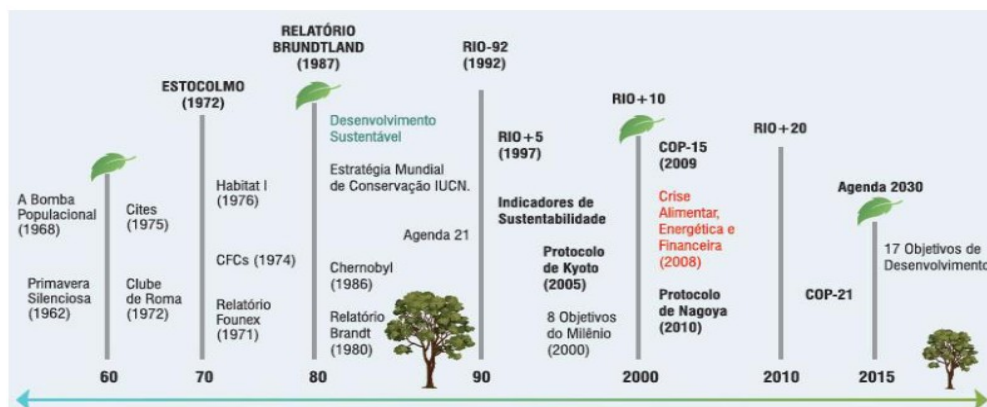 RELATÓRIO
BRUNDTLAND
(1987)
RIO-92
(1992)
ESTOCOLMO
(1972)
RIO+10
RIO+20
Desenvolvimento
Sustentável
RIO+5
(1997)
COP-15
(2009
Estratégia Mundial
de Conservação IUCN.
Habitat I
(1976)
Agenda 2030
A Bomba
Populacional
(1968)
Cites
(1975)
Indicadores de
Sustentabilidade
Crise
Alimentar,
Energética e
Financeira
(2008)
Agenda 21
17 Objetivos de
Desenvolvimento
CFCs (1974)
Chernobyl
(1986)
Protocolo
de Kyoto
(2005)
Primavera
Silenciosa
(1962)
Clube
de Roma
(1972)
Relatório
Founex
(1971)
Relatório
Brandt
(1980)
8 Objetivos
do Milênio
(2000)
Protocolo
de Nagoya
(2010)
COP-21
60
70
80
90
2000
2010
2015